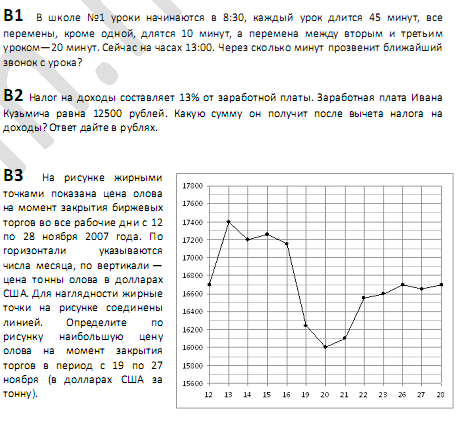 В1 В школе №1 уроки начинаются в 8:30, каждый урок длится 45 минут, все
перемены, кроме одной, длятся 10 минут, а перемена между вторым и третьим
уроком—20 минут. Сейчас на часах 13:00. Через сколько минут прозвенит ближайший
звонок с урока?
В2 Налог на доходы составляет 13% от заработной платы. Заработная плата Ивана
Кузьмича равна 12500 рублей. Какую сумму он получит после вычета налога на
доходы? Ответ дайте в рублях.
В3 На рисунке жирными
точками показана цена олова
на момент закрытия биржевых
торгов во все рабочие дни с 12
по 28 ноября 2007 года. По
горизонтали указываются
числа месяца, по вертикали —
цена тонны олова в долларах
США. Для наглядности жирные
точки на рисунке соединены
линией. Определите по
рисунку наибольшую цену
олова на момент закрытия
торгов в период с 19 по 27
ноября (в долларах США за
тонну).
17800
17600
17400
17200
17000
16800
16600
16400
16200
16000
15800
15600
12 13 14 15 16 19 20 21 22 23 26 27 28